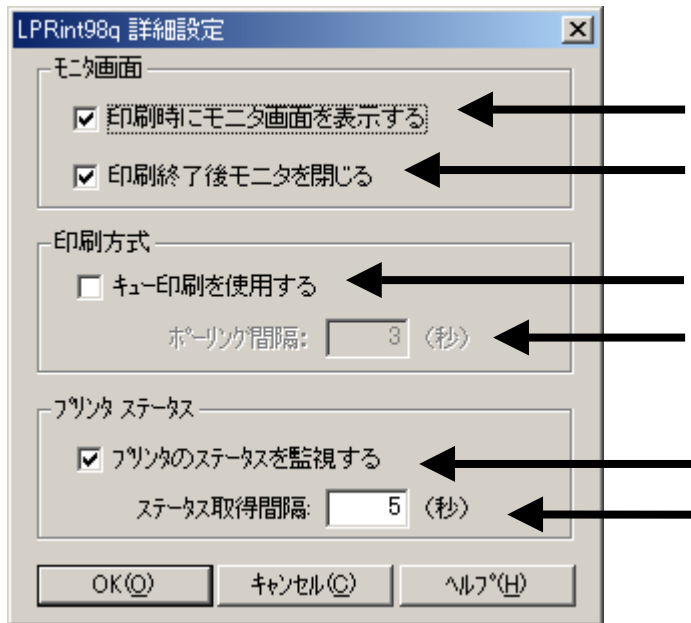 LPRint98q 詳細設定
ﾓﾆﾀ画面
印刷時にモニタ画面を表示する
印刷終了後モニタを閉じる
印刷方式
ｷｭｰ印刷を使用する
ﾎﾟｰﾘﾝｸﾞ間隔: 3 (秒)
ﾌﾟﾘﾝﾀ ｽﾃｰﾀｽ
ﾌﾟﾘﾝﾀのｽﾃｰﾀｽを監視する
ｽﾃｰﾀｽ取得間隔: 5 (秒)
OK(O) ｷｬﾝｾﾙ(C) ﾍﾙﾌﾟ(H)